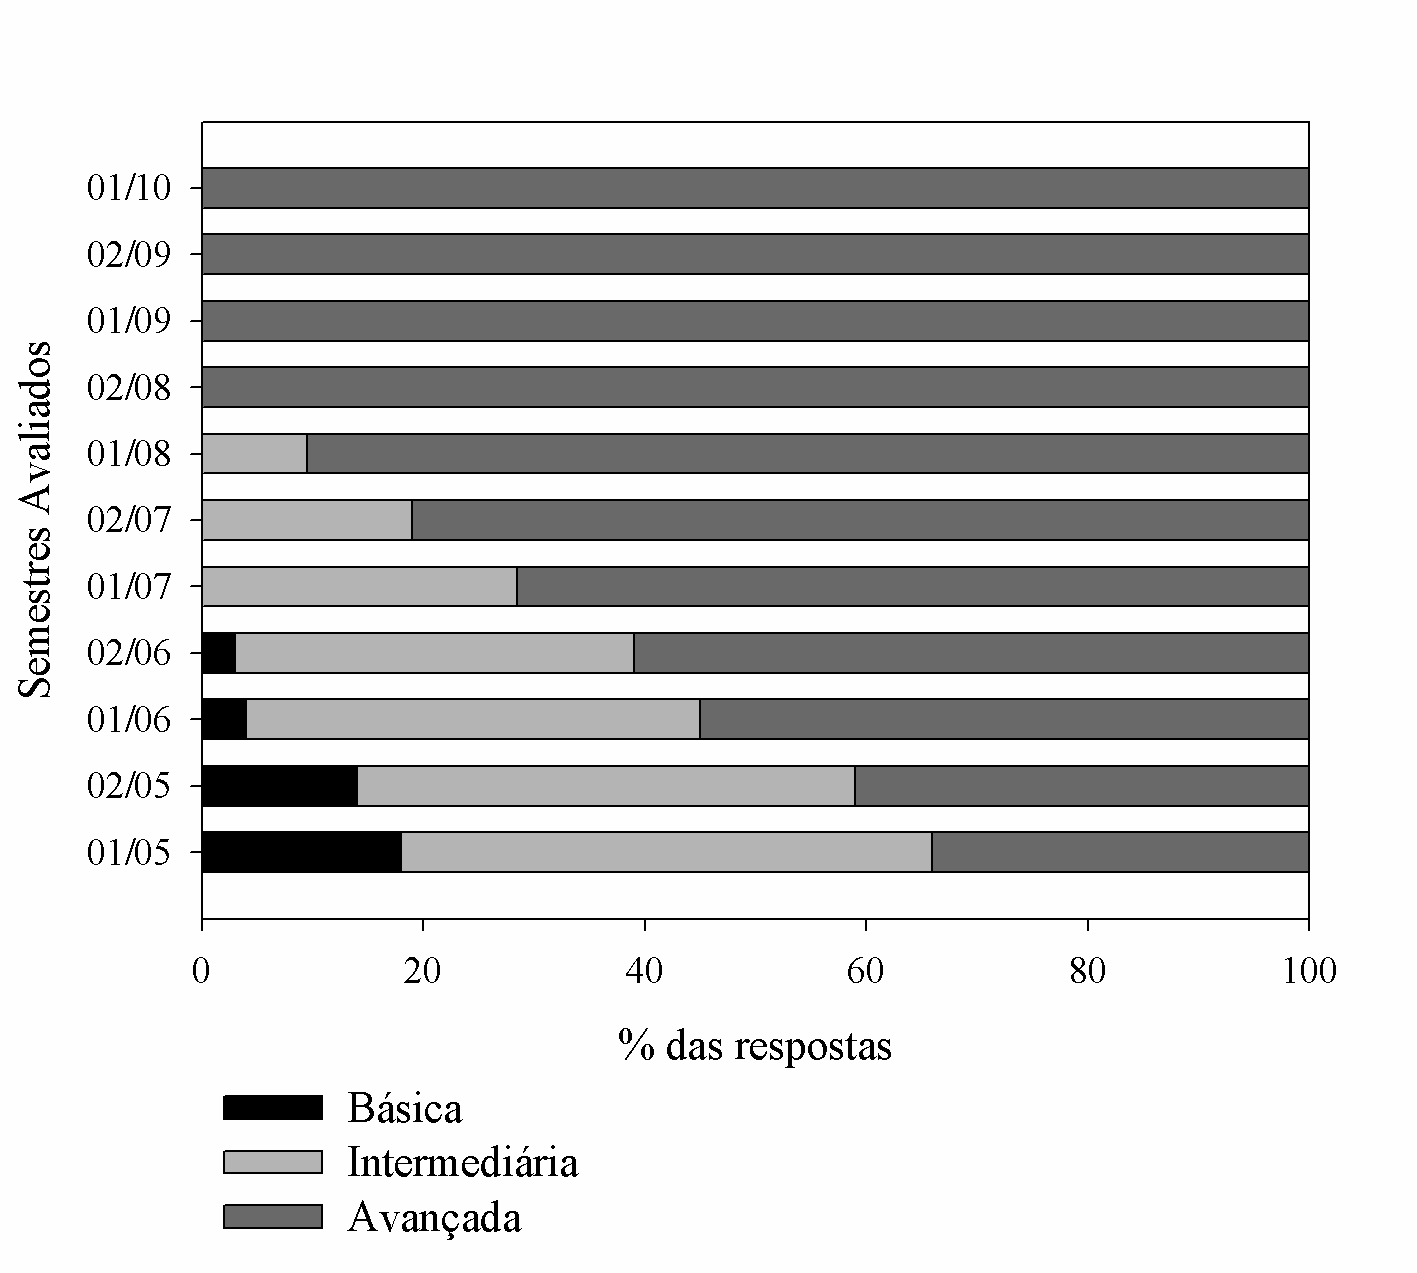 01/10
02/09
01/09
02/08
01/08
02/07
01/07
02/06
01/06
02/05
01/05
Semestres Avaliados
0 20 40 60 80 100
% das respostas
Básica
Intermediária
Avançada